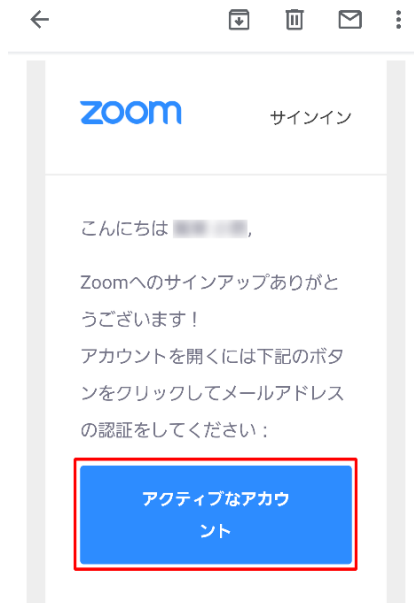 zoom
サインイン
こんにちは ,
Zoomへのサインアップありがと
うございます！
アカウントを開くには下記のボタ
ンをクリックしてメールアドレス
の認証をしてください：
アクティブなアカウ
ント